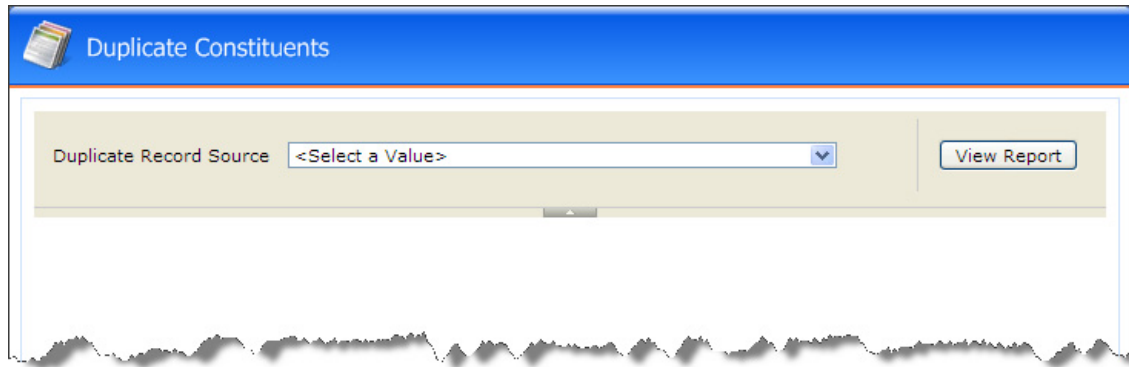 Duplicate Constituents
Duplicate Record Source <Select a Value> View Report